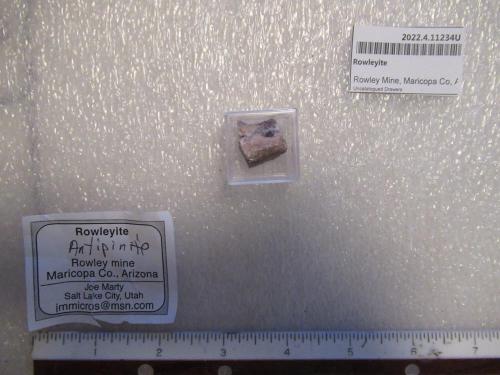 2022.4.11234U
Rowleyite
Rowley Mine, Maricopa Co, A
Uncatalogued Drawers
Rowleyite
Antipinite
Rowley mine
Maricopa Co., Arizona
Joe Marty
Salt Lake City, Utah
jmmicros@msn.com
1 2 3 4 5 6 7